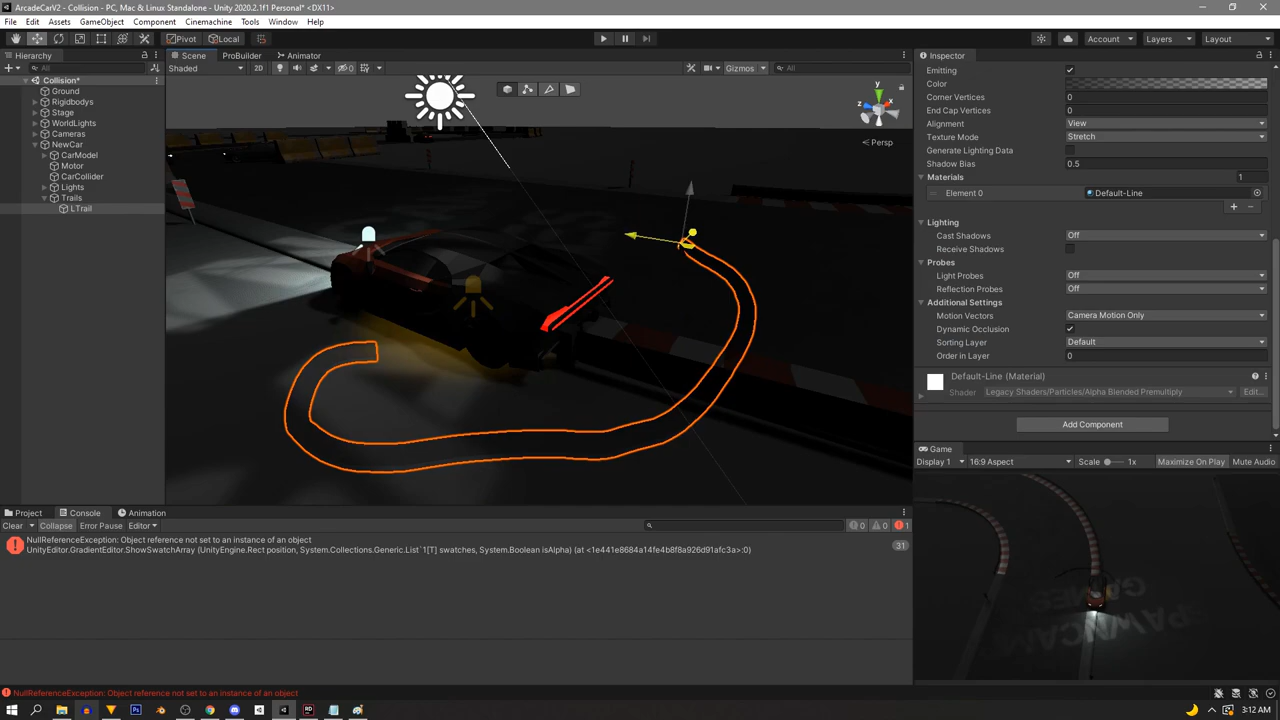 ArcadeCarV2 - Collision - PC, Mac & Linux Standalone - Unity 2020.2.1f1 Personal* <DX11>
File Edit Assets GameObject Component Cinemachine Tools Window Help
Pivot Local Account Layers Layout
Hierarchy
All
Collision*
Ground
Rigidbodys
Stage
WorldLights
Cameras
NewCar
CarModel
Motor
CarCollider
Lights
Trails
LTrail
Scene ProBuilder Animator
Shaded 2D 0 Gizmos All
y
x
z
Persp
Inspector
Emitting
Color
Corner Vertices 0
End Cap Vertices 0
Alignment View
Texture Mode Stretch
Generate Lighting Data
Shadow Bias 0.5
Materials 1
Element 0 Default-Line
Lighting
Cast Shadows Off
Receive Shadows
Probes
Light Probes Off
Reflection Probes Off
Additional Settings
Motion Vectors Camera Motion Only
Dynamic Occlusion
Sorting Layer Default
Order in Layer 0
Default-Line (Material)
Shader Legacy Shaders/Particles/Alpha Blended Premultiply Edit...
Add Component
Game
Display 1 16:9 Aspect Scale 1x Maximize On Play Mute Audio
GAMES
SPAWNCAMP
Project Console Animation
Clear Collapse Error Pause Editor 0 0 1
NullReferenceException: Object reference not set to an instance of an object
UnityEditor.GradientEditor.ShowSwatchArray (UnityEngine.Rect position, System.Collections.Generic.List`1[T] swatches, System.Boolean isAlpha) (at <1e441e8684a14fe4b8f8a926d91afc3a>:0)
31
NullReferenceException: Object reference not set to an instance of an object
3:12 AM